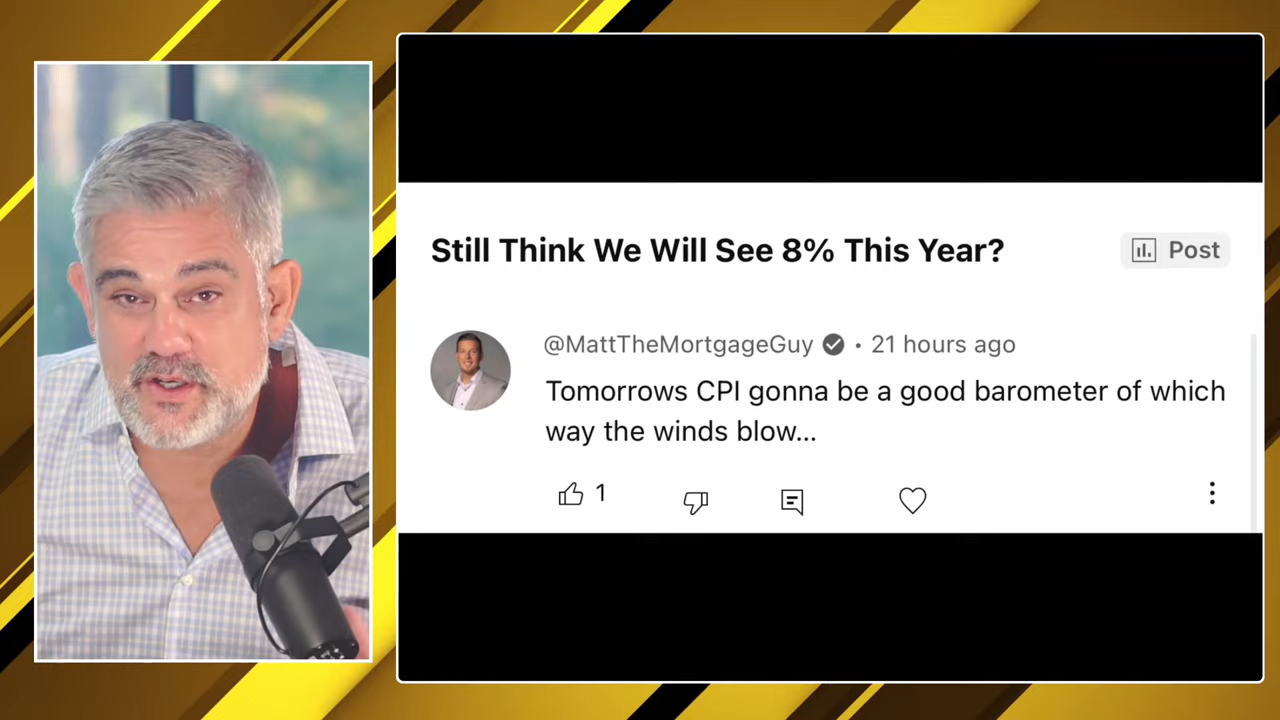 Still Think We Will See 8% This Year?
Post
@MattTheMortgageGuy • 21 hours ago
Tomorrows CPI gonna be a good barometer of which
way the winds blow...
1